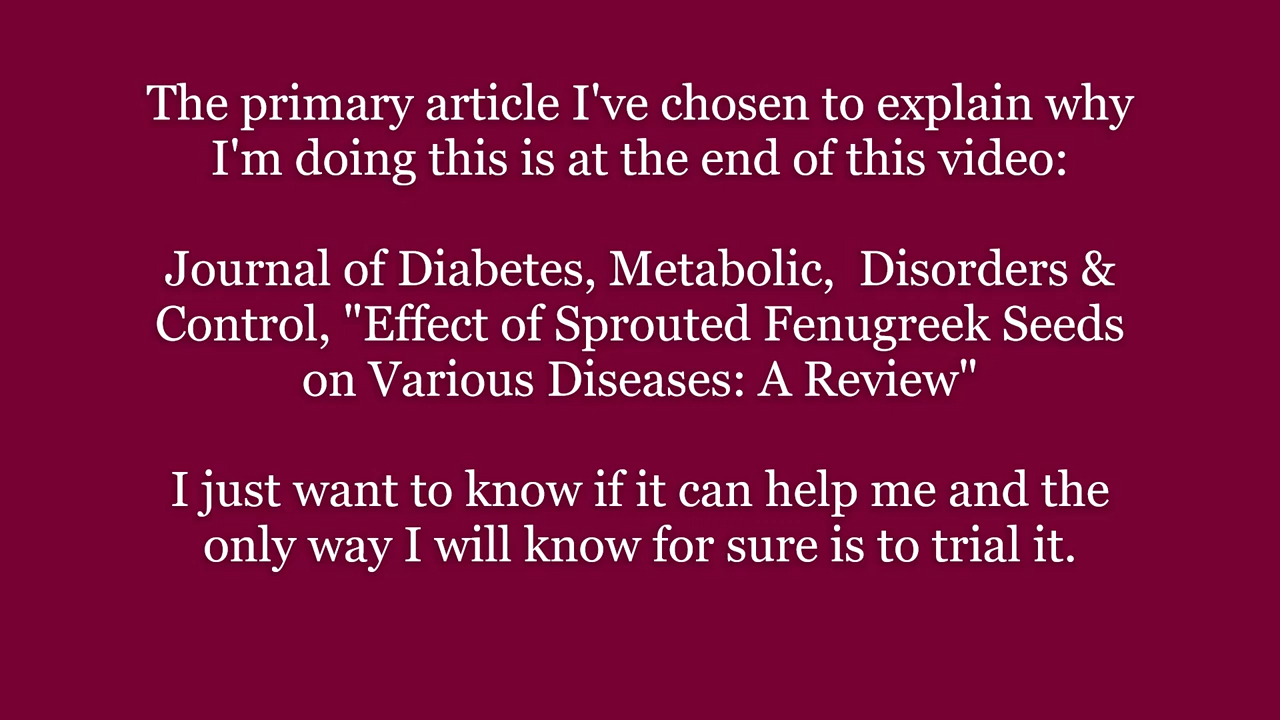 The primary article I've chosen to explain why
I'm doing this is at the end of this video:
Journal of Diabetes, Metabolic,  Disorders &
Control, "Effect of Sprouted Fenugreek Seeds
on Various Diseases: A Review"
I just want to know if it can help me and the
only way I will know for sure is to trial it.